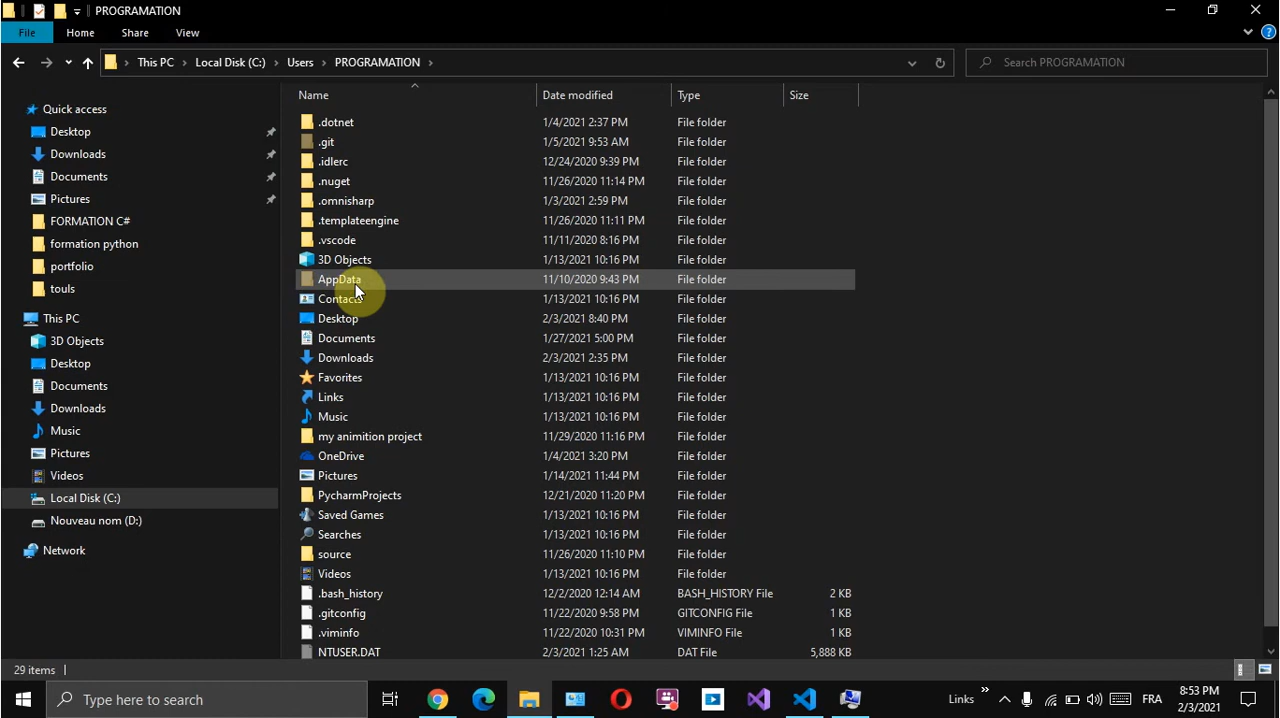 PROGRAMATION
File Home Share View
This PC Local Disk (C:) Users PROGRAMATION
Search PROGRAMATION
Quick access
Desktop
Downloads
Documents
Pictures
FORMATION C#
formation python
portfolio
touls
This PC
3D Objects
Desktop
Documents
Downloads
Music
Pictures
Videos
Local Disk (C:)
Nouveau nom (D:)
Network
Name Date modified Type Size
.dotnet 1/4/2021 2:37 PM File folder
.git 1/5/2021 9:53 AM File folder
.idlerc 12/24/2020 9:39 PM File folder
.nuget 11/26/2020 11:14 PM File folder
.omnisharp 1/3/2021 2:59 PM File folder
.templateengine 11/26/2020 11:11 PM File folder
.vscode 11/11/2020 8:16 PM File folder
3D Objects 1/13/2021 10:16 PM File folder
AppData 11/10/2020 9:43 PM File folder
Contacts 1/13/2021 10:16 PM File folder
Desktop 2/3/2021 8:40 PM File folder
Documents 1/27/2021 5:00 PM File folder
Downloads 2/3/2021 2:35 PM File folder
Favorites 1/13/2021 10:16 PM File folder
Links 1/13/2021 10:16 PM File folder
Music 1/13/2021 10:16 PM File folder
my animition project 11/29/2020 11:16 PM File folder
OneDrive 1/4/2021 3:20 PM File folder
Pictures 1/14/2021 11:44 PM File folder
PycharmProjects 12/21/2020 11:20 PM File folder
Saved Games 1/13/2021 10:16 PM File folder
Searches 1/13/2021 10:16 PM File folder
source 11/26/2020 11:10 PM File folder
Videos 1/13/2021 10:16 PM File folder
.bash_history 12/2/2020 12:14 AM BASH_HISTORY File 2 KB
.gitconfig 11/22/2020 9:58 PM GITCONFIG File 1 KB
.viminfo 11/22/2020 10:31 PM VIMINFO File 1 KB
NTUSER.DAT 2/3/2021 1:25 AM DAT File 5,888 KB
29 items
Type here to search
Links
FRA
8:53 PM
2/3/2021